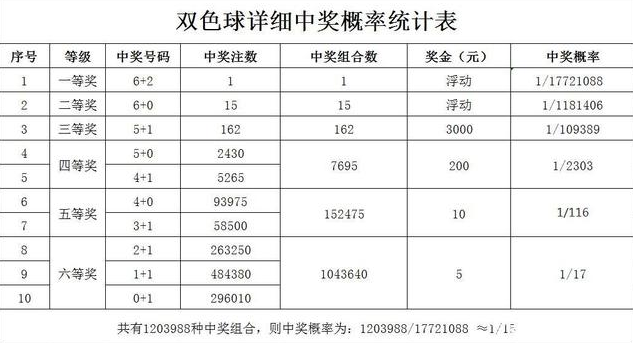 双色球详细中奖概率统计表
序号 等级 中奖号码 中奖注数 中奖组合数 奖金（元） 中奖概率
1 一等奖 6+2 1 1 浮动 1/17721088
2 二等奖 6+0 15 15 浮动 1/1181406
3 三等奖 5+1 162 162 3000 1/109389
4 四等奖 5+0 2430 7695 200 1/2303
5 4+1 5265
6 五等奖 4+0 93975 152475 10 1/116
7 3+1 58500
8 六等奖 2+1 263250 1043640 5 1/17
9 1+1 484380
10 0+1 296010
共有1203988种中奖组合，则中奖概率为：1203988/17721088 ≈1/15